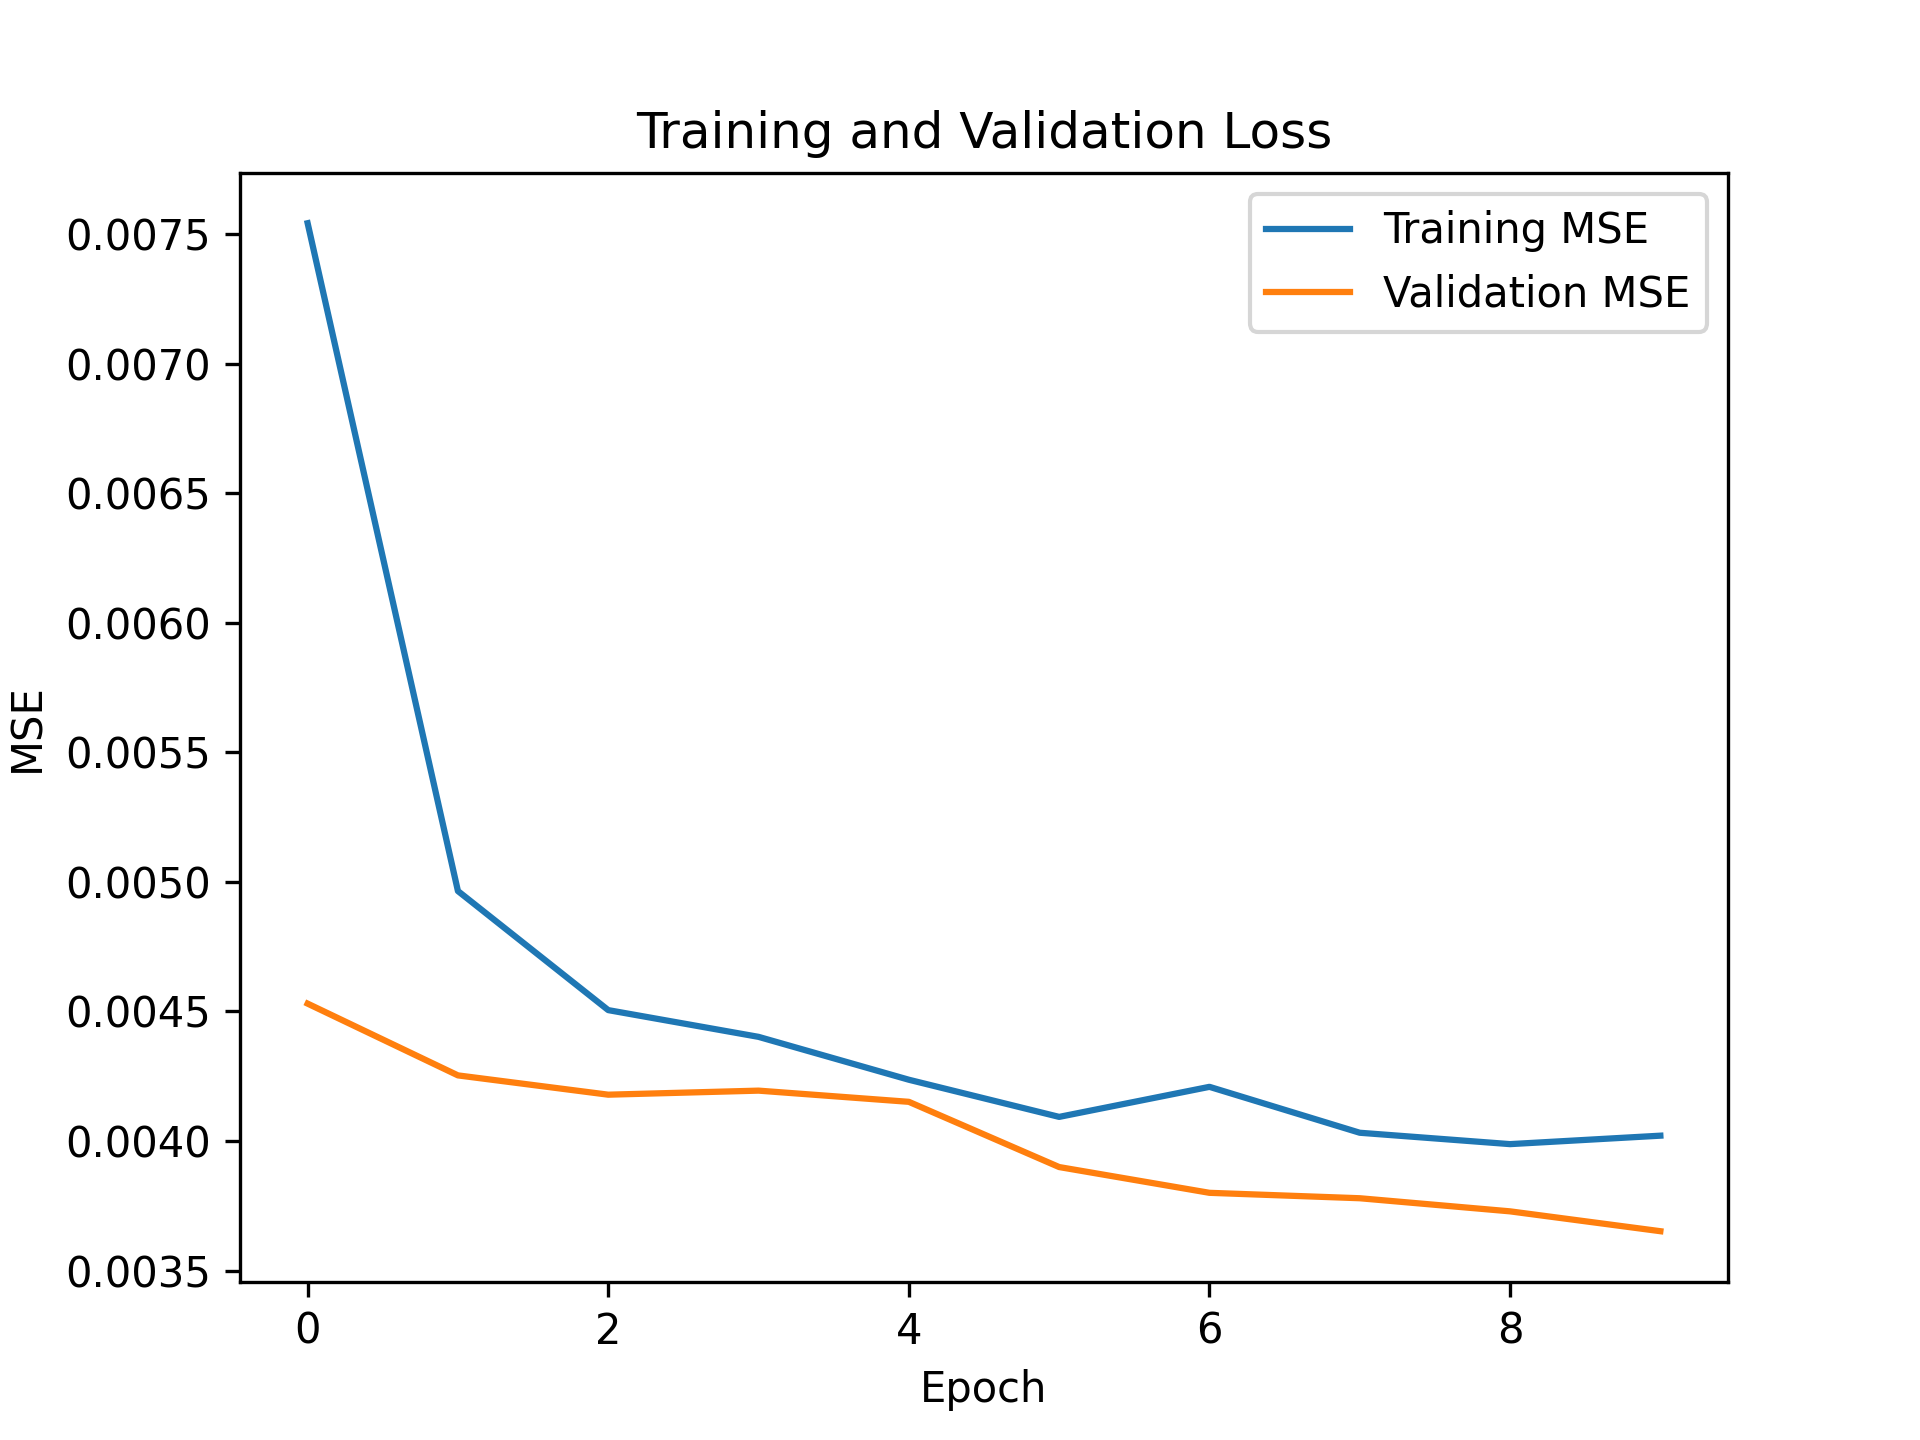 Training and Validation Loss
Training MSE
Validation MSE
0.0075
0.0070
0.0065
0.0060
0.0055
0.0050
0.0045
0.0040
0.0035
MSE
0 2 4 6 8
Epoch